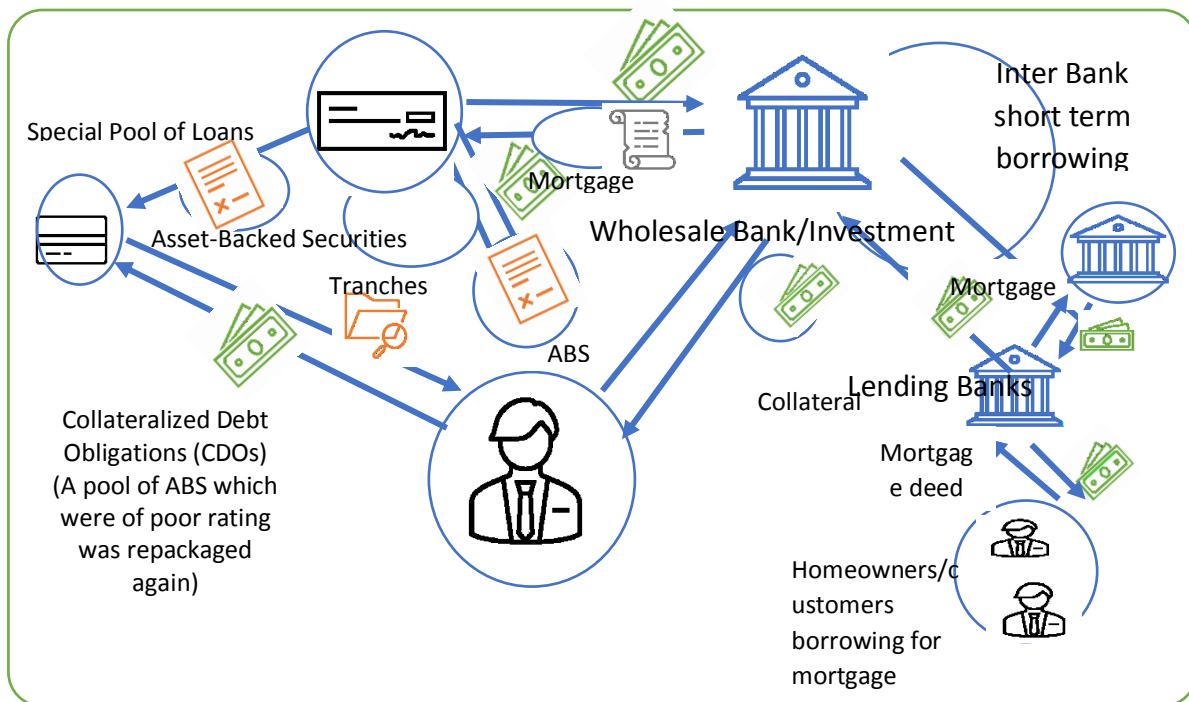 Inter Bank
short term
borrowing
Special Pool of Loans
Mortgage
Asset-Backed Securities
Wholesale Bank/Investment
Tranches
Mortgage
ABS
Lending Banks
Collateral
Collateralized Debt
Obligations (CDOs)
(A pool of ABS which
were of poor rating
was repackaged
again)
Mortgag
e deed
Homeowners/c
ustomers
borrowing for
mortgage